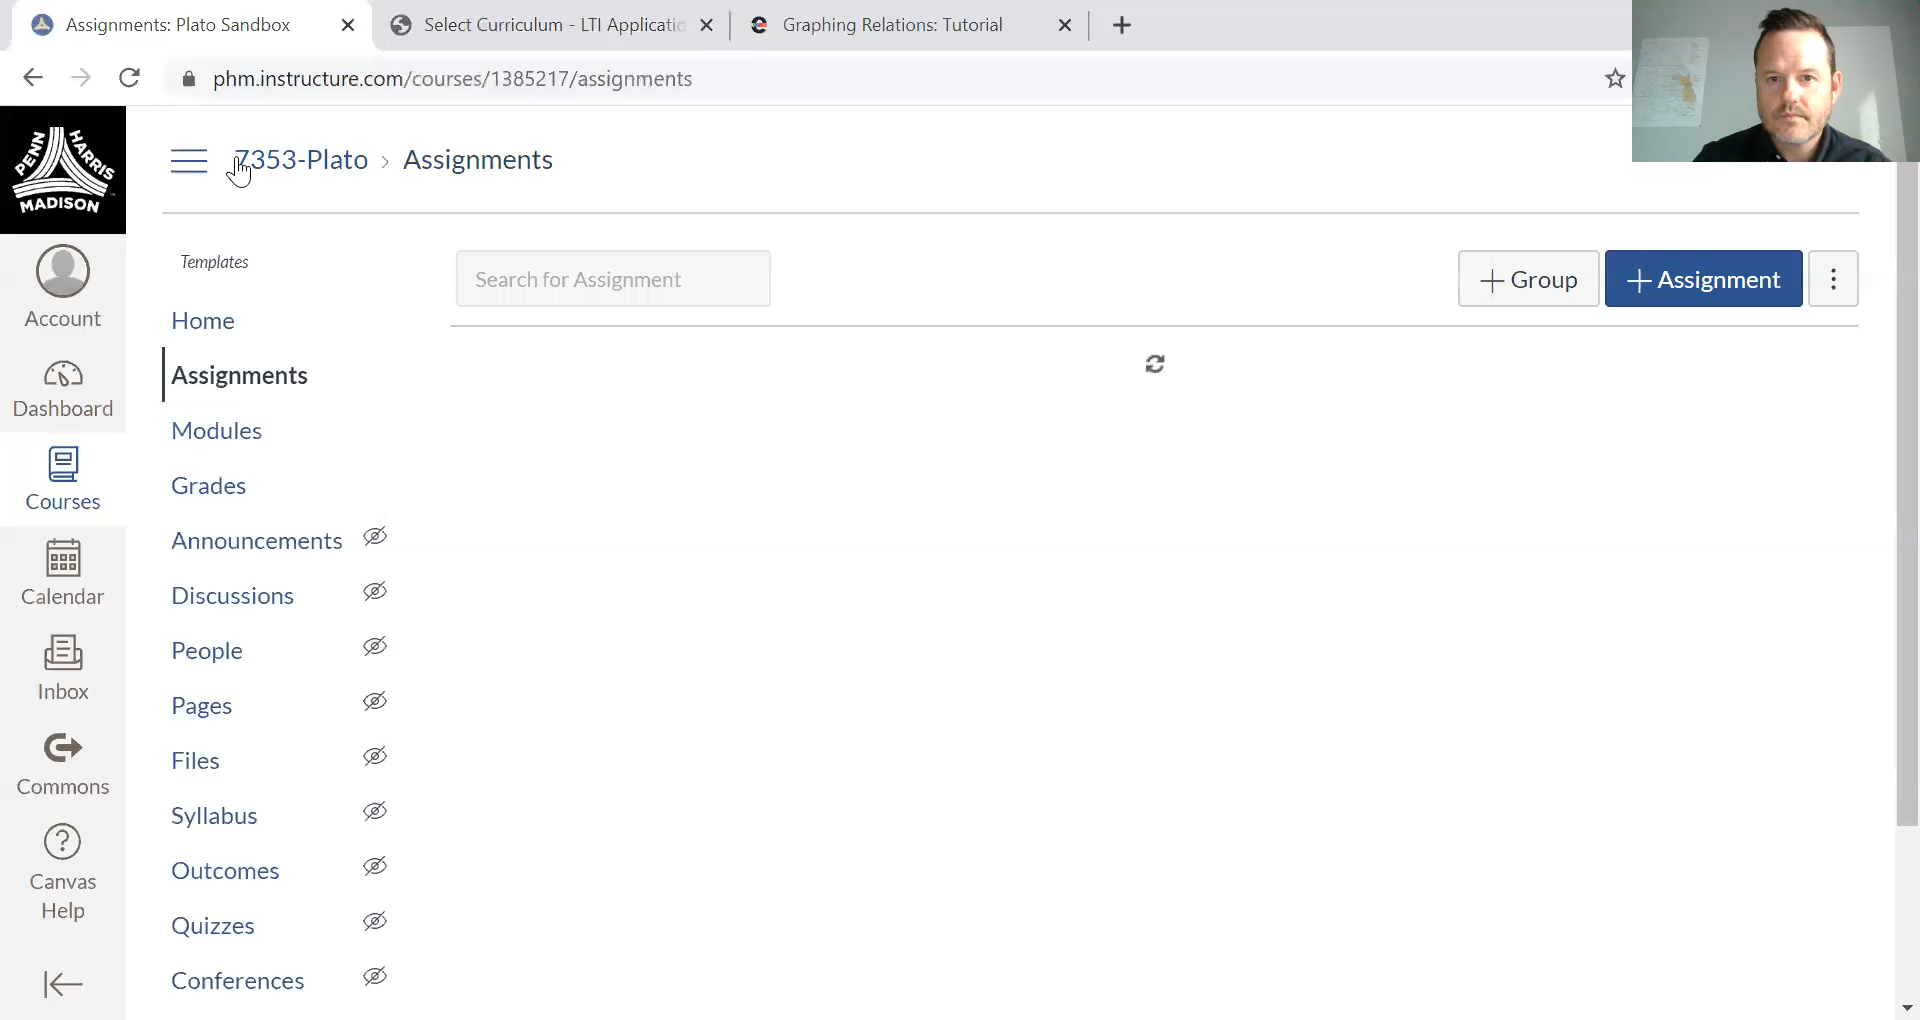 Assignments: Plato Sandbox
Select Curriculum - LTI Applicatio
Graphing Relations: Tutorial
phm.instructure.com/courses/1385217/assignments
PENN HARRIS MADISON
7353-Plato › Assignments
Templates
Search for Assignment
Group
Assignment
Home
Assignments
Modules
Grades
Announcements
Discussions
People
Pages
Files
Syllabus
Outcomes
Quizzes
Conferences
Account
Dashboard
Courses
Calendar
Inbox
Commons
Canvas
Help